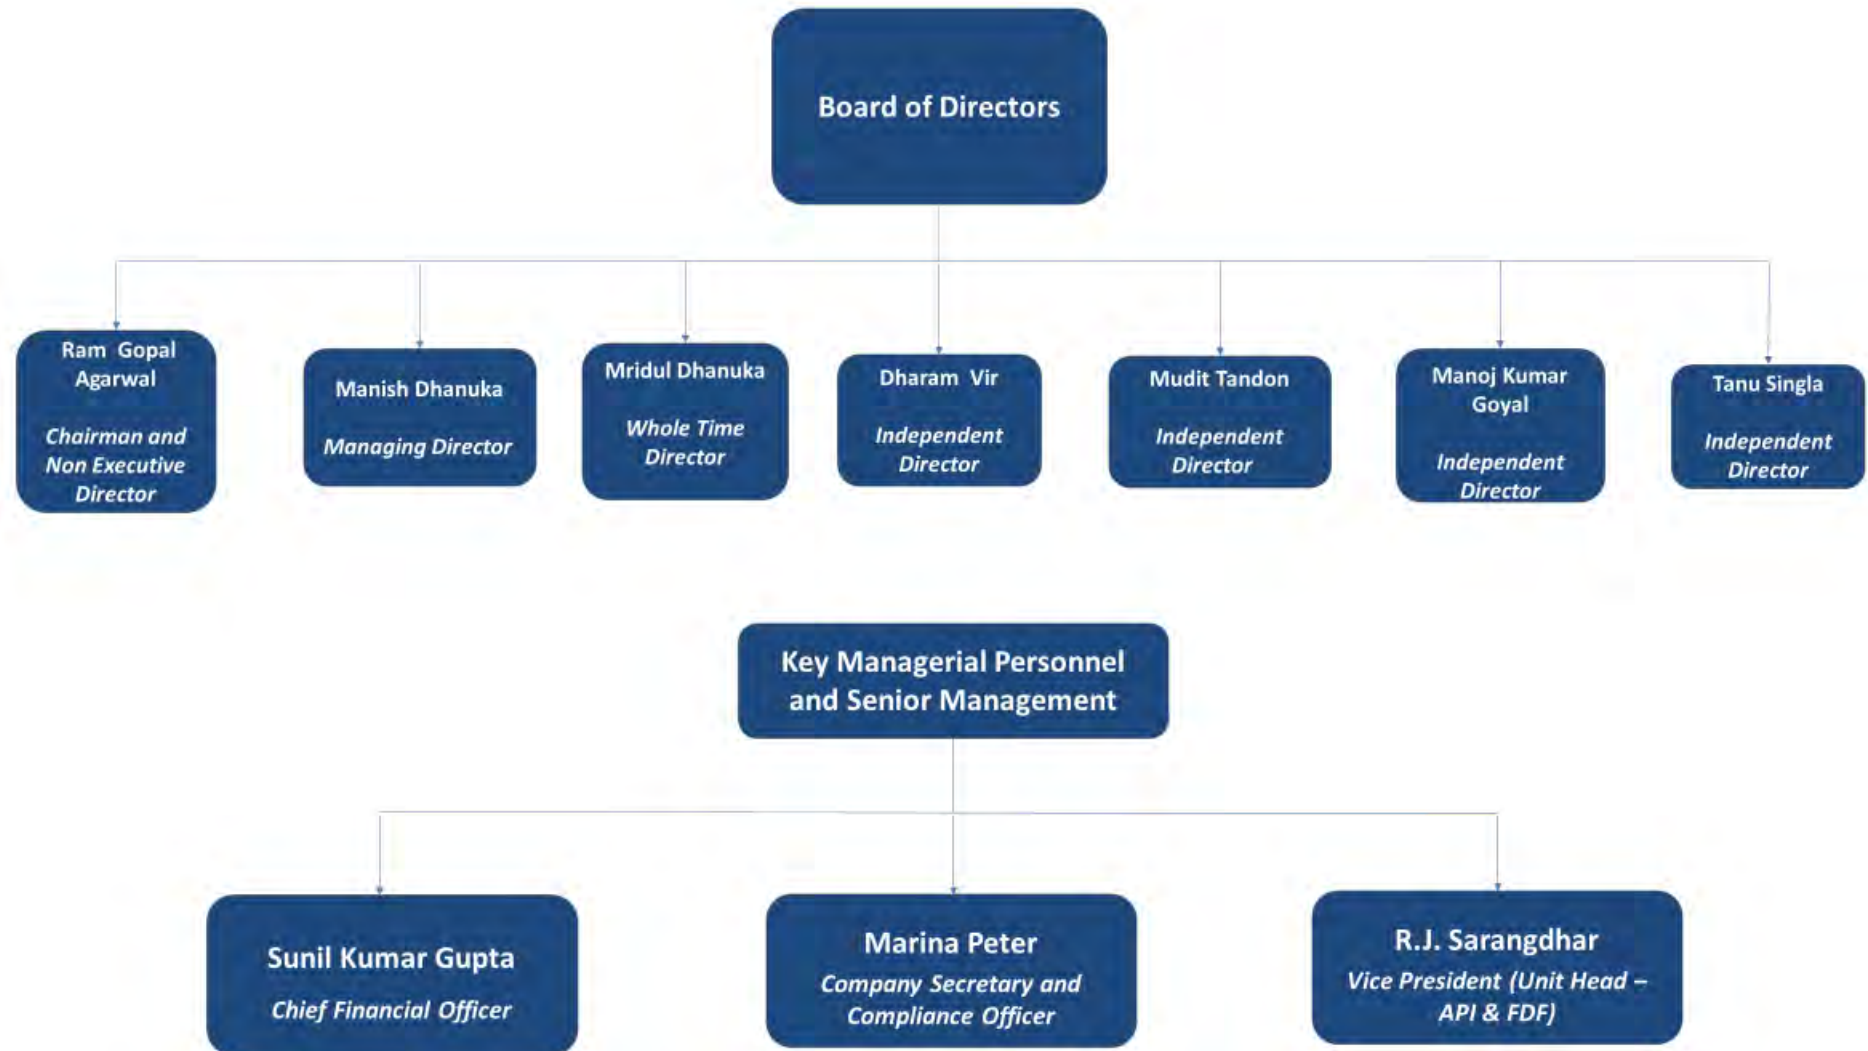 Board of Directors
Ram Gopal
Agarwal
Chairman and
Non Executive
Director
Manish Dhanuka
Managing Director
Mridul Dhanuka
Whole Time
Director
Dharam Vir
Independent
Director
Mudit Tandon
Independent
Director
Manoj Kumar
Goyal
Independent
Director
Tanu Singla
Independent
Director
Key Managerial Personnel
and Senior Management
Sunil Kumar Gupta
Chief Financial Officer
Marina Peter
Company Secretary and
Compliance Officer
R.J. Sarangdhar
Vice President (Unit Head –
API & FDF)